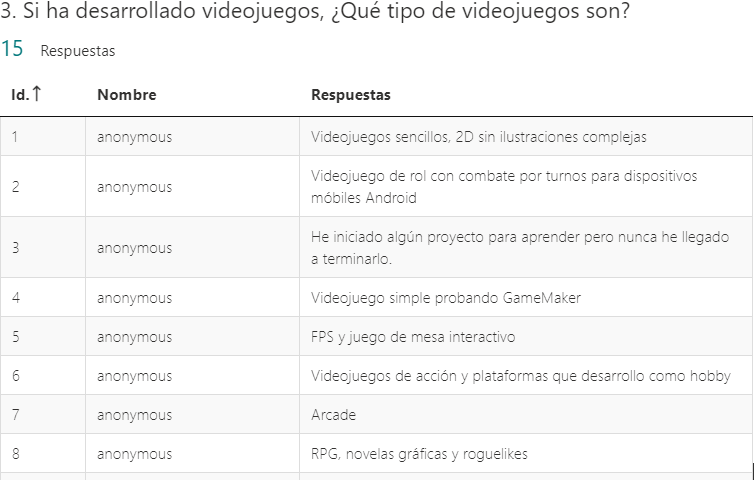 3. Si ha desarrollado videojuegos, ¿Qué tipo de videojuegos son?
15 Respuestas
Id.↑ Nombre Respuestas
1 anonymous Videojuegos sencillos, 2D sin ilustraciones complejas
2 anonymous Videojuego de rol con combate por turnos para dispositivos
móbiles Android
3 anonymous He iniciado algún proyecto para aprender pero nunca he llegado
a terminarlo.
4 anonymous Videojuego simple probando GameMaker
5 anonymous FPS y juego de mesa interactivo
6 anonymous Videojuegos de acción y plataformas que desarrollo como hobby
7 anonymous Arcade
8 anonymous RPG, novelas gráficas y roguelikes